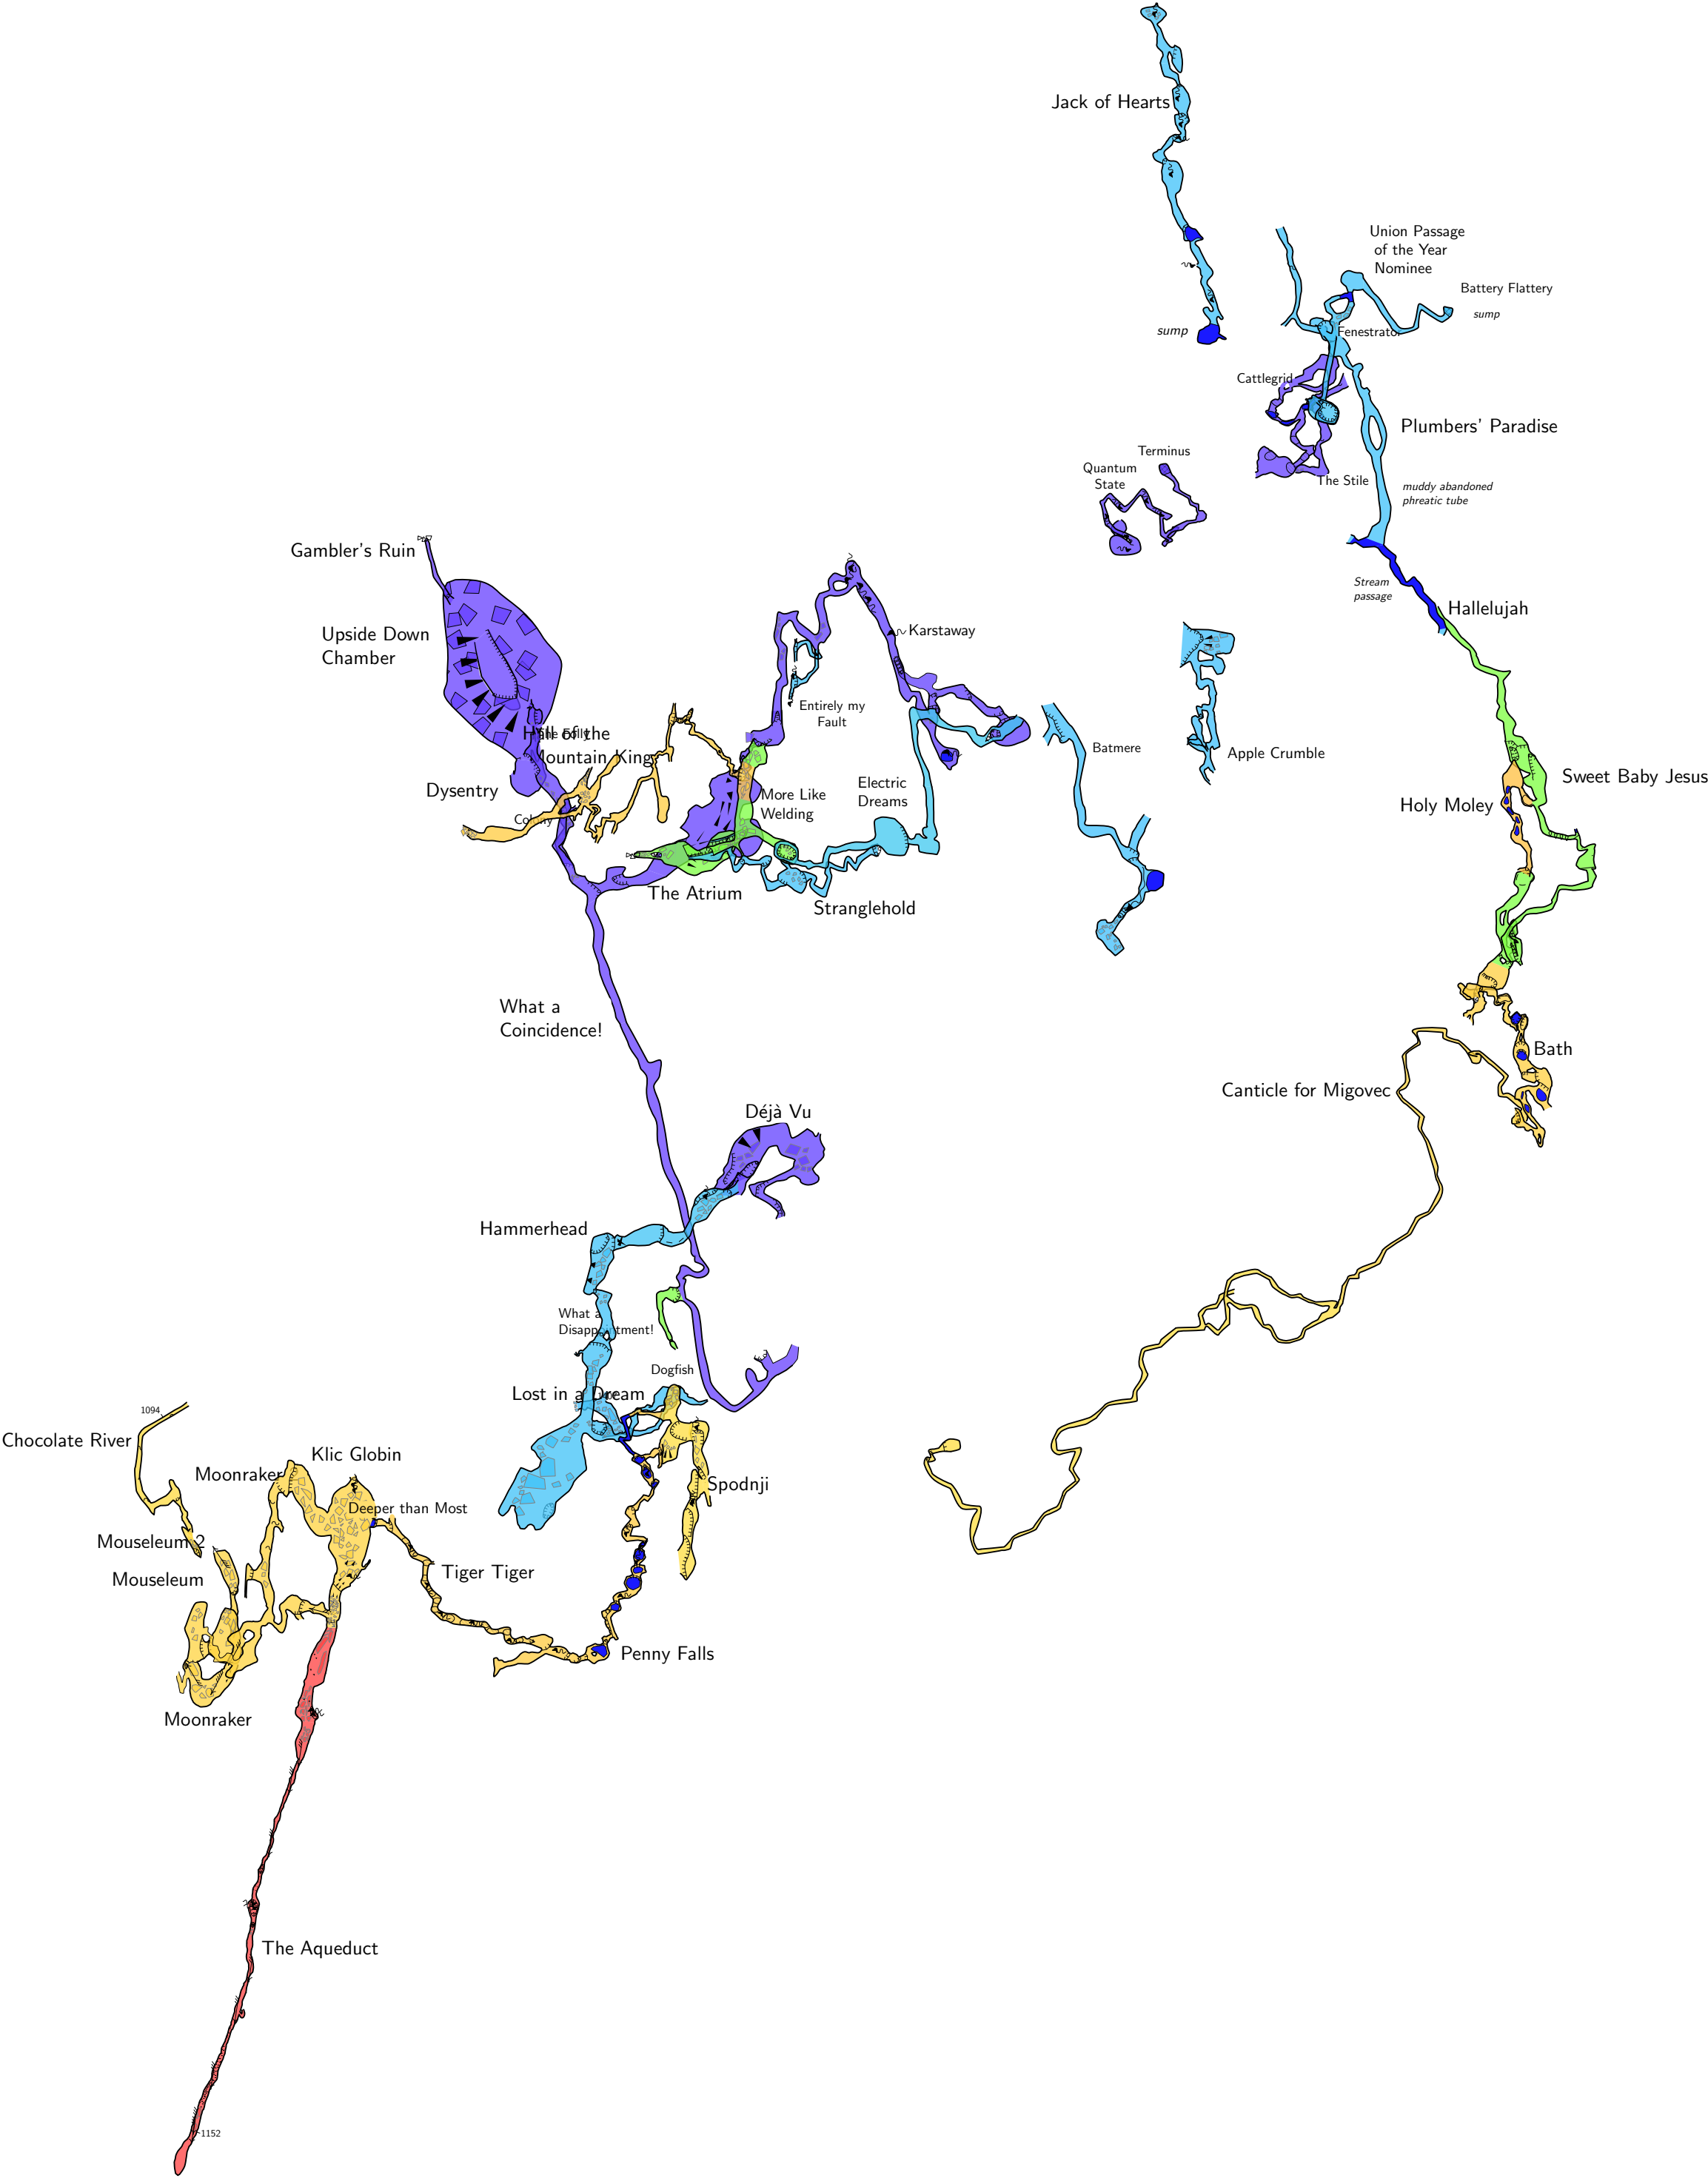 Jack of Hearts
Union Passage
of the Year
Nominee
Battery Flattery
sump
sump
Fenestrator
Cattlegrid
Plumbers' Paradise
Terminus
Quantum
State
The Stile
muddy abandoned
phreatic tube
Gambler's Ruin
Stream
passage
Hallelujah
Upside Down
Chamber
Karstaway
Entirely my
Fault
Hall of the
Mountain King
Batmere
Apple Crumble
Sweet Baby Jesus
Dysentry
Electric
Dreams
More Like
Welding
Holy Moley
Colony
The Atrium
Stranglehold
What a
Coincidence!
Bath
Canticle for Migovec
Déjà Vu
Hammerhead
What a
Disappointment!
Dogfish
Lost in a Dream
1094
Chocolate River
Klic Globin
Moonraker
Spodnji
Deeper than Most
Mouseleum 2
Tiger Tiger
Mouseleum
Penny Falls
Moonraker
The Aqueduct
1152